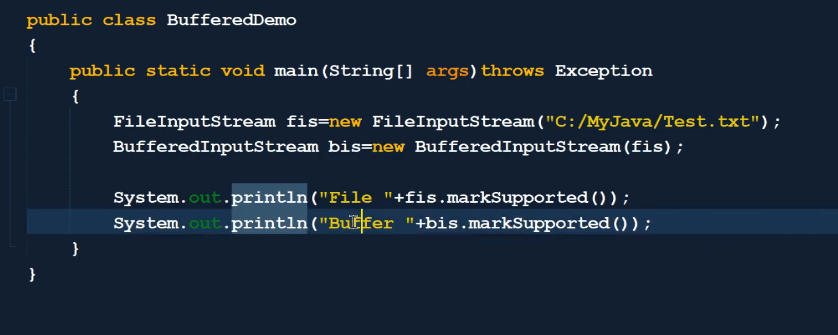 public class BufferedDemo
{
public static void main(String[] args)throws Exception
{
FileInputStream fis=new FileInputStream("C:/MyJava/Test.txt");
BufferedInputStream bis=new BufferedInputStream(fis);
System.out.println("File "+fis.markSupported());
System.out.println("Buffer "+bis.markSupported());
}
}